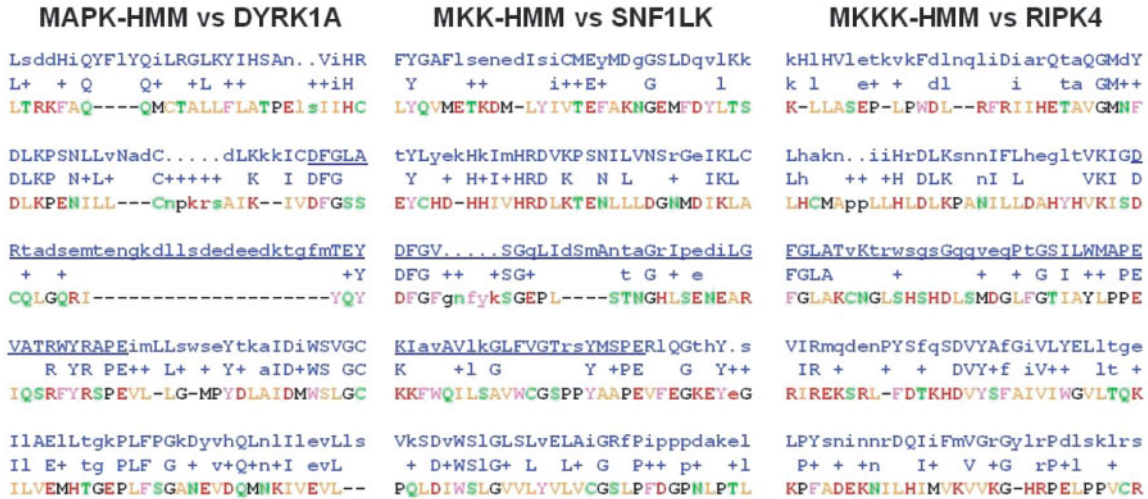 MAPK-HMM vs DYRK1A
LsddHiQYFlYQiLRGLKYIHSAn..ViHR
L+ + Q Q+ +L ++ ++iH
LTRKFAQ----QMCTALLFLATPElsIIHC
DLKPSNLLvNadC.....dLKkkICDFGLA
DLKP N+L+ C+++++ K I DFG
DLKPENILL---CnpkrsAIK--IVDFGSS
RtadsemtengkdllsdedeedktgfmTEY
+ + +Y
CQLGQRI--------------------YQY
VATRWYRAPEimLLswseYtkaIDiWSVGC
R YR PE++ L+ + Y+ aID+WS GC
IQSRFYRSPEVL-LG-MPYDLAIDMWSLGC
IlAElLtgkPLFPGkDyvhQLnlIlevLls
Il E+ tg PLF G + v+Q+n+I evL
ILVEMHTGEPLFSGANEVDQMNKIVEVL--
MKK-HMM vs SNF1LK
FYGAFlsenedIsiCMEyMDgGSLDqvlKk
Y ++ i++E+ G l
LYQVMETKDM-LYIVTEFAKNGEMFDYLTS
tYLyekHkImHRDVKPSNILVNSrGeIKLC
Y + +H+I+HRD K N L + IKL
EYCHD-HHIVHRDLKTENLLLDGNMDIKLA
DFGV.....SGqLIdSmAntaGrIpediLG
DFG ++ +SG+ t G + e
DFGFgnfykSGEPL----STNGHLSENEAR
KIavAVlkGLFVGTrsYMSPERlQGthY.s
K +l G Y +PE G Y++
KKFWQILSAVWCGSPPYAAPEVFEGKEYeG
VkSDvWSlGLSLvELAiGRfPipppdakel
+ D+WSlG+ L L+ G P++ p+ +l
PQLDIWSLGVVLYVLVCGSLPFDGPNLPTL
MKKK-HMM vs RIPK4
kHlHVletkvkFdlnqliDiarQtaQGMdY
k l e+ + dl i ta GM++
K-LLASEP-LPWDL--RFRIIHETAVGMNF
Lhakn..iiHrDLKsnnIFLhegltVKIGD
Lh ++ +H DLK nI L VKI D
LHCMAppLLHLDLKPANILLDAHYHVKISD
FGLATvKtrwsgsGqqveqPtGSILWMAPE
FGLA + + + G I ++ PE
FGLAKCNGLSHSHDLSMDGLFGTIAYLPPE
VIRmqdenPYSfqSDVYAfGiVLYELltge
IR + + DVY+f iV++ lt +
RIREKSRL-FDTKHDVYSFAIVIWGVLTQK
LPYsninnrDQIiFmVGrGylrPdlsklrs
P+ + +n I+ V +G rP+l +
KPFADEKNILHIMVKVVKG-HRPELPPVCR